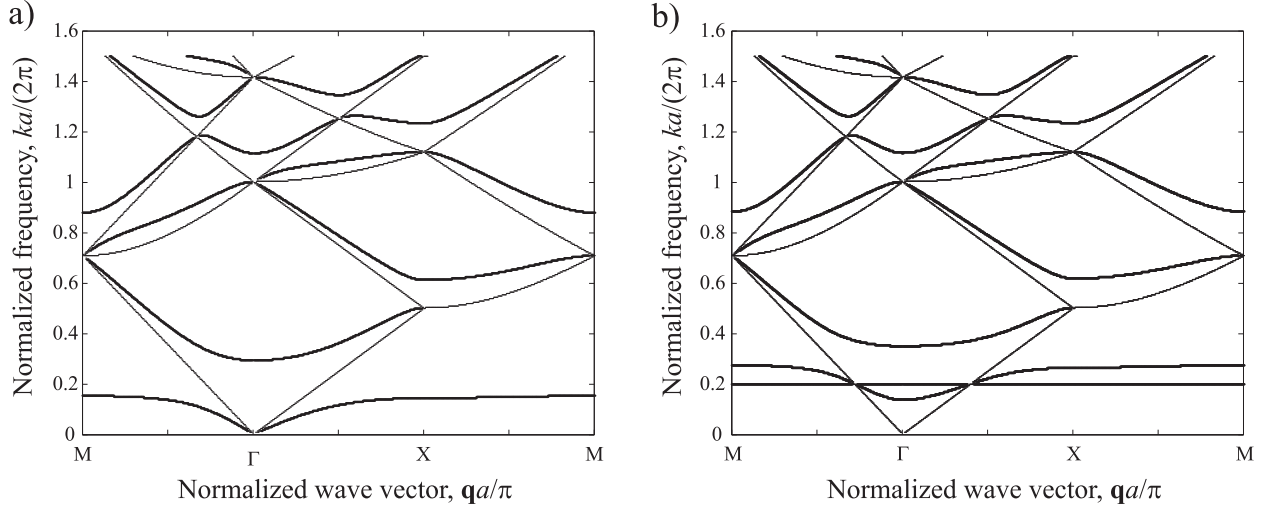 a)
1.6
1.4
1.2
1
0.8
0.6
0.4
0.2
0
Normalized frequency, ka/(2π)
M Γ X M
Normalized wave vector, qa/π
b)
1.6
1.4
1.2
1
0.8
0.6
0.4
0.2
0
Normalized frequency, ka/(2π)
M Γ X M
Normalized wave vector, qa/π